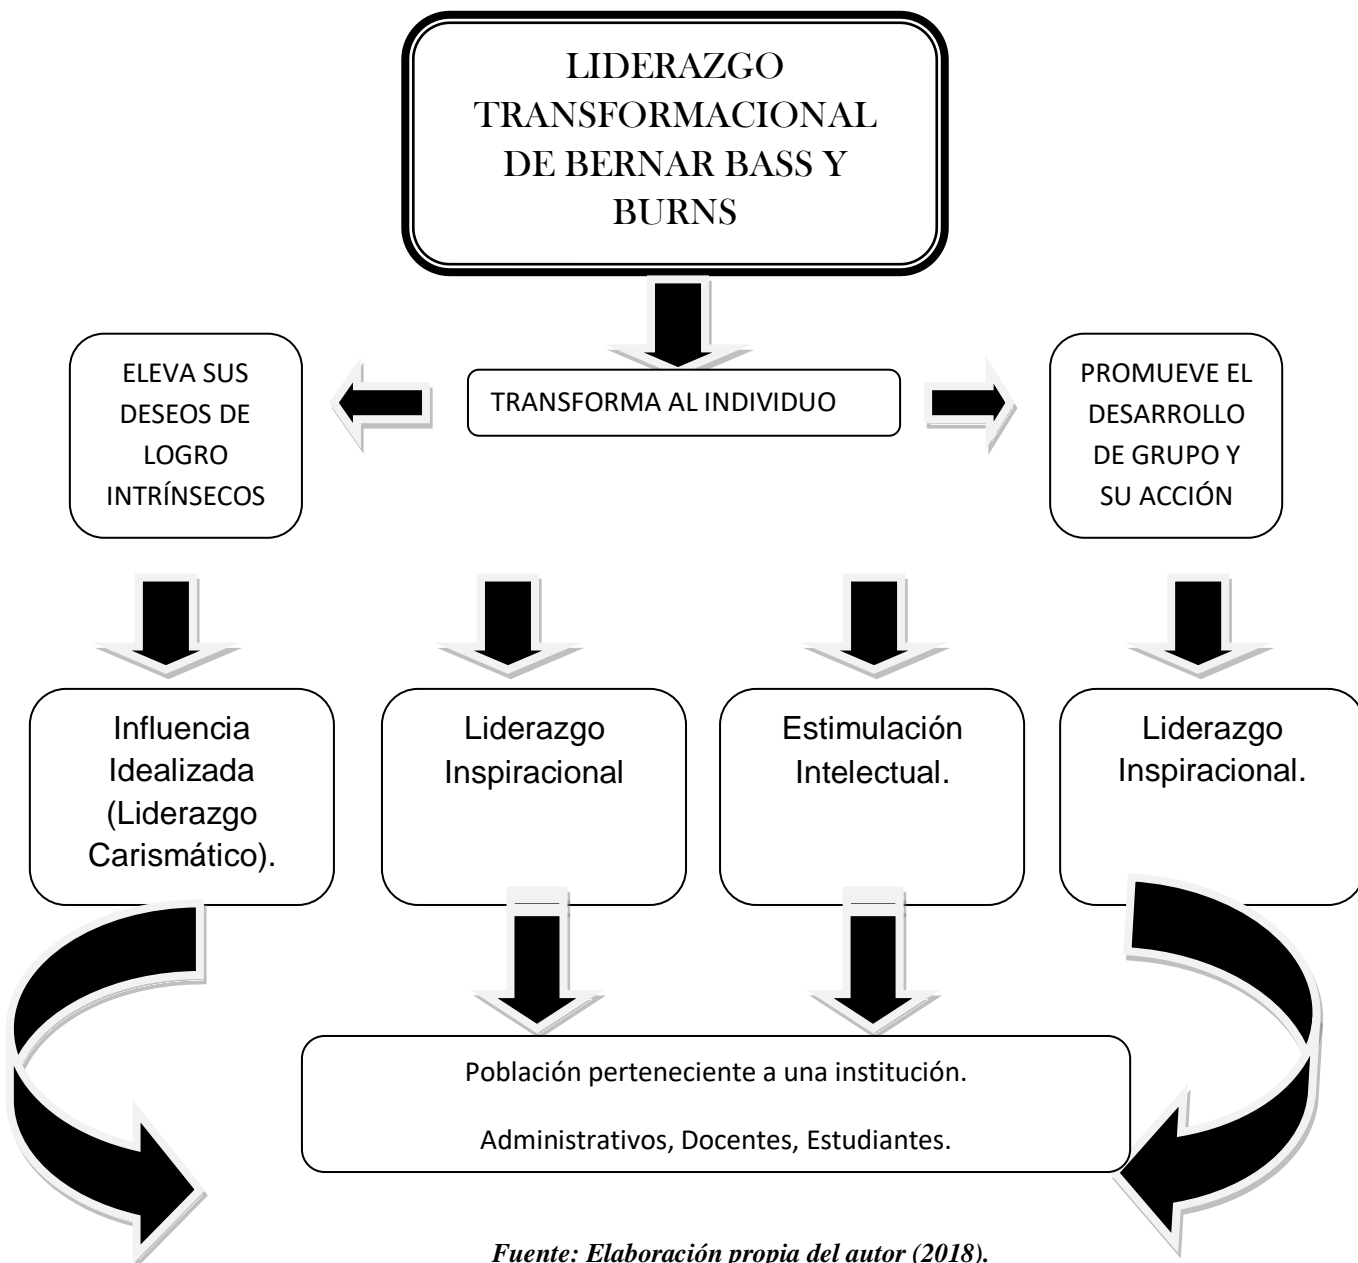 LIDERAZGO
TRANSFORMACIONAL
DE BERNAR BASS Y
BURNS
ELEVA SUS
DESEOS DE
LOGRO
INTRÍNSECOS
TRANSFORMA AL INDIVIDUO
PROMUEVE EL
DESARROLLO
DE GRUPO Y
SU ACCIÓN
Influencia
Idealizada
(Liderazgo
Carismático).
Liderazgo
Inspiracional
Estimulación
Intelectual.
Liderazgo
Inspiracional.
Población perteneciente a una institución.
Administrativos, Docentes, Estudiantes.
Fuente: Elaboración propia del autor (2018).